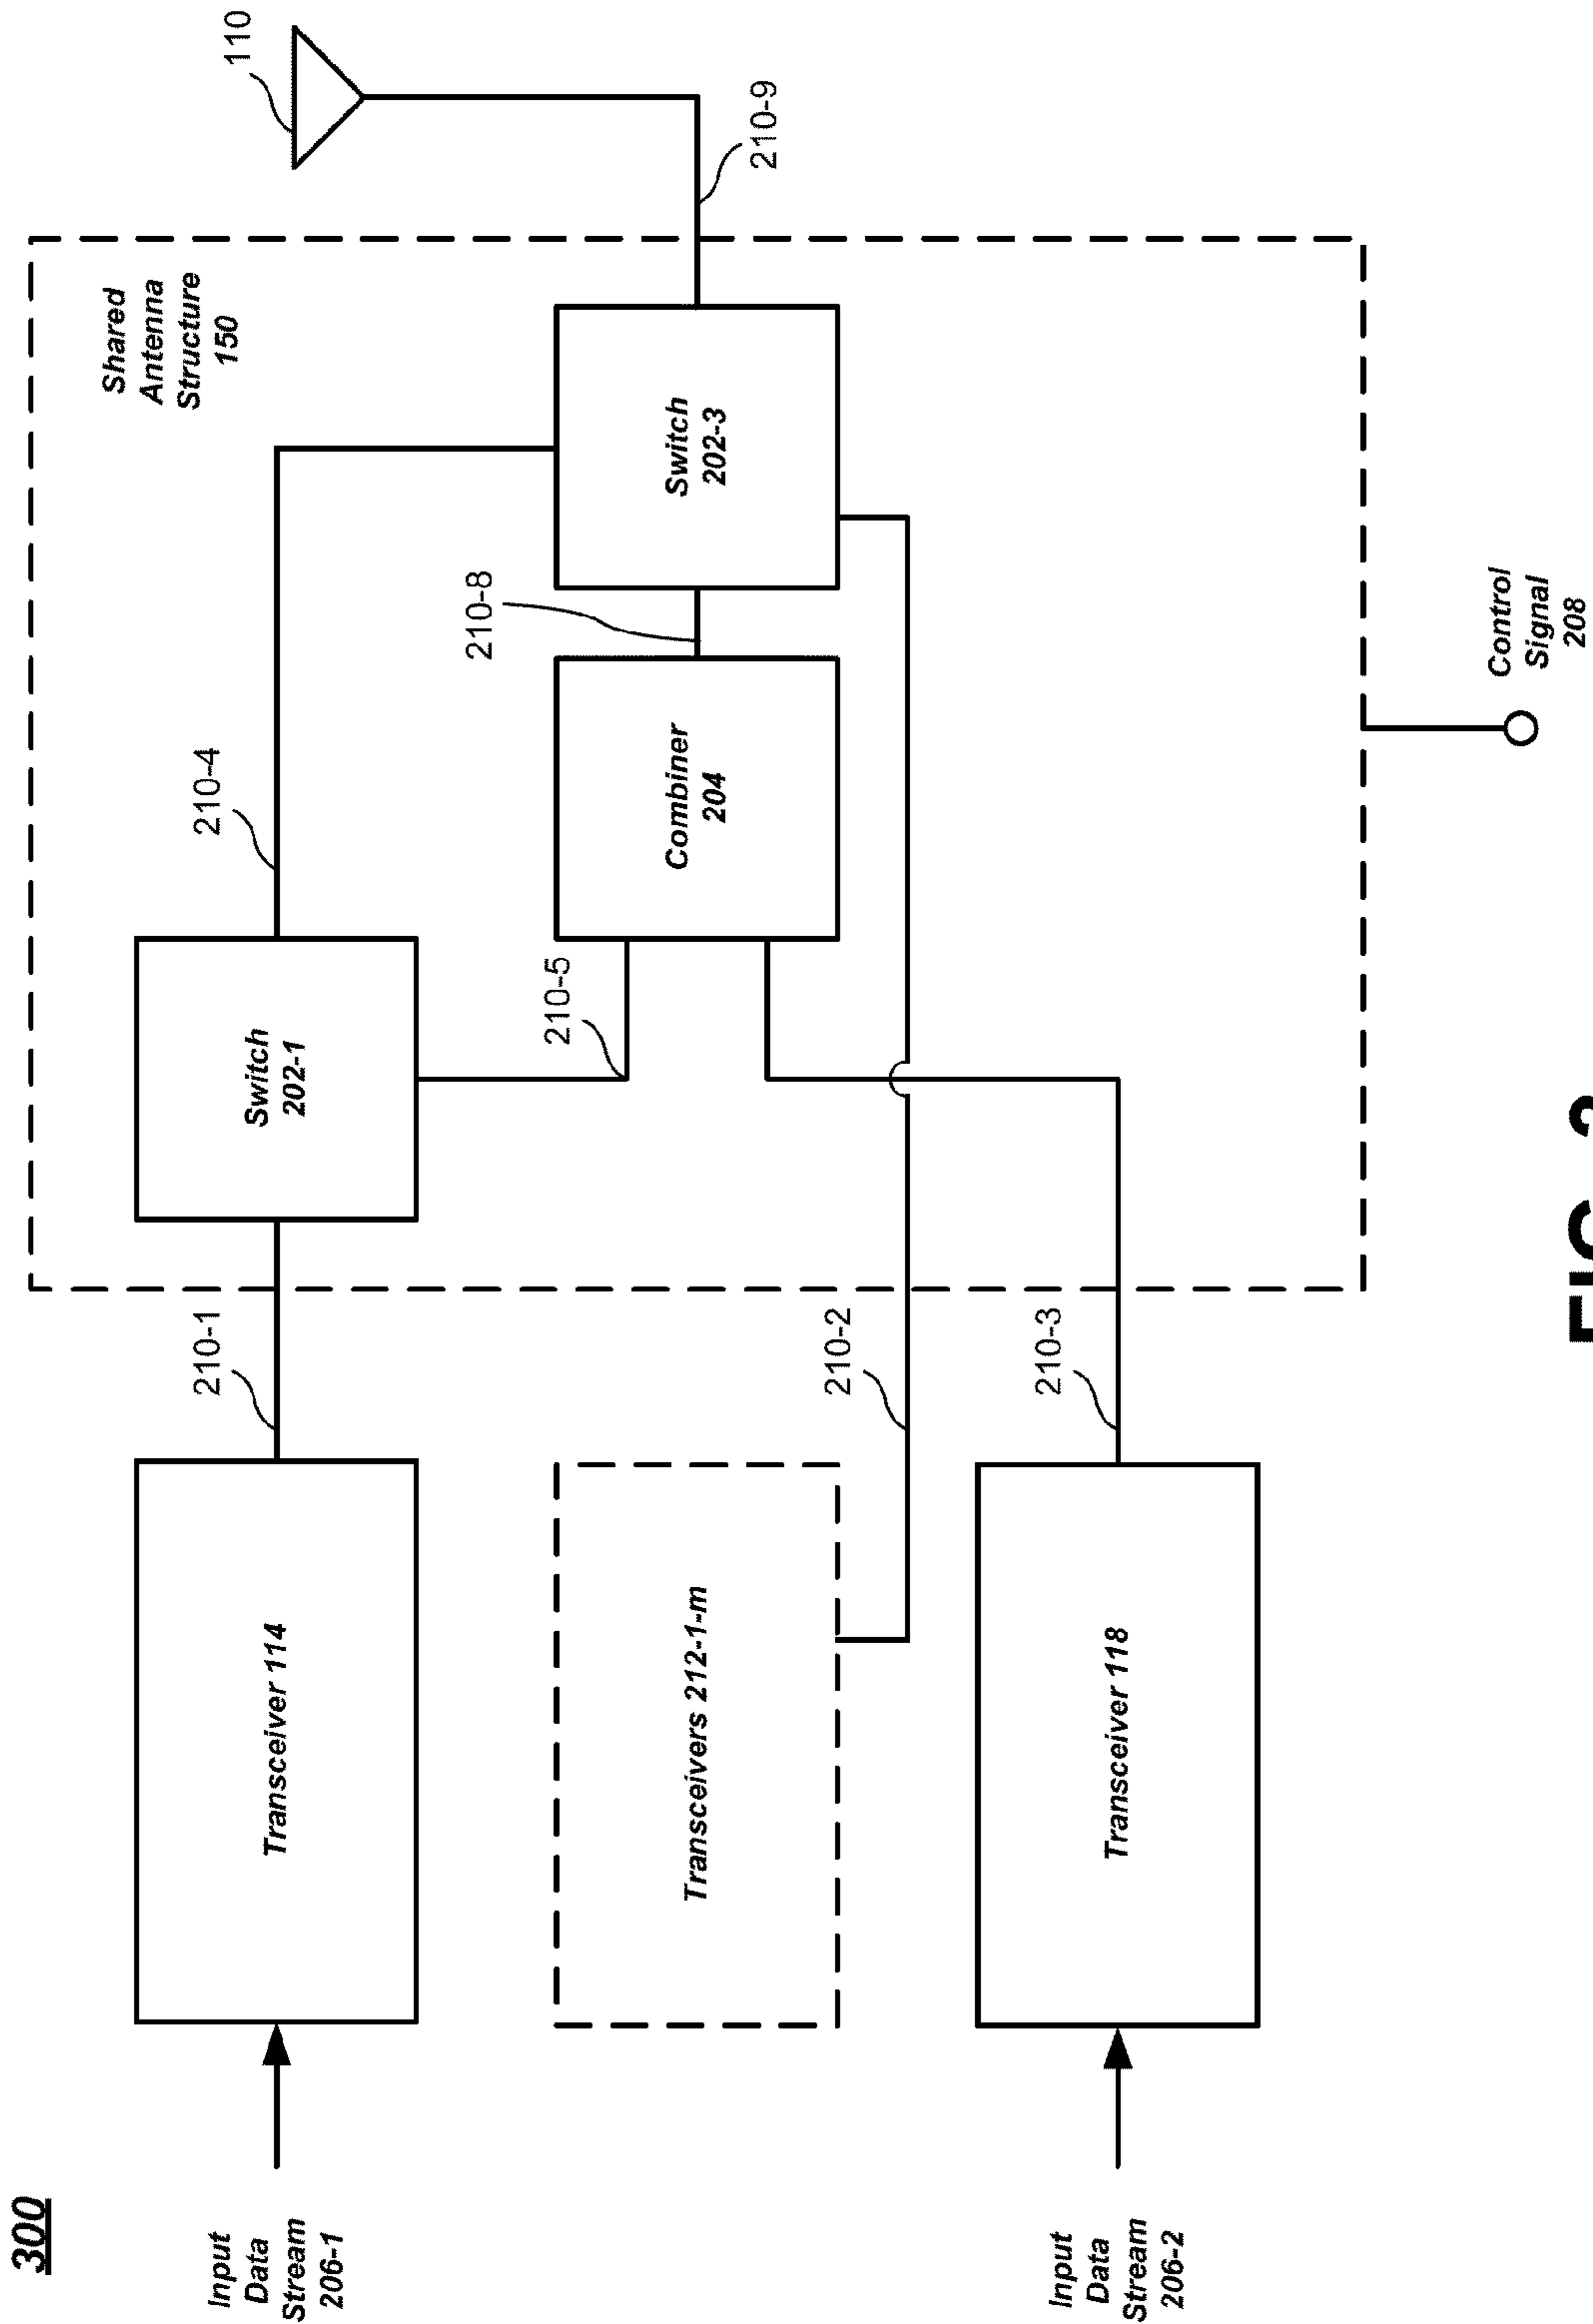 300
Input
Data
Stream
206-1
Transceiver 114
210-1
Switch
202-1
210-4
Shared
Antenna
Structure
150
110
210-5
Combiner
204
210-8
Switch
202-3
210-9
Transceivers 212-1-m
210-2
Input
Data
Stream
206-2
Transceiver 118
210-3
Control
Signal
208